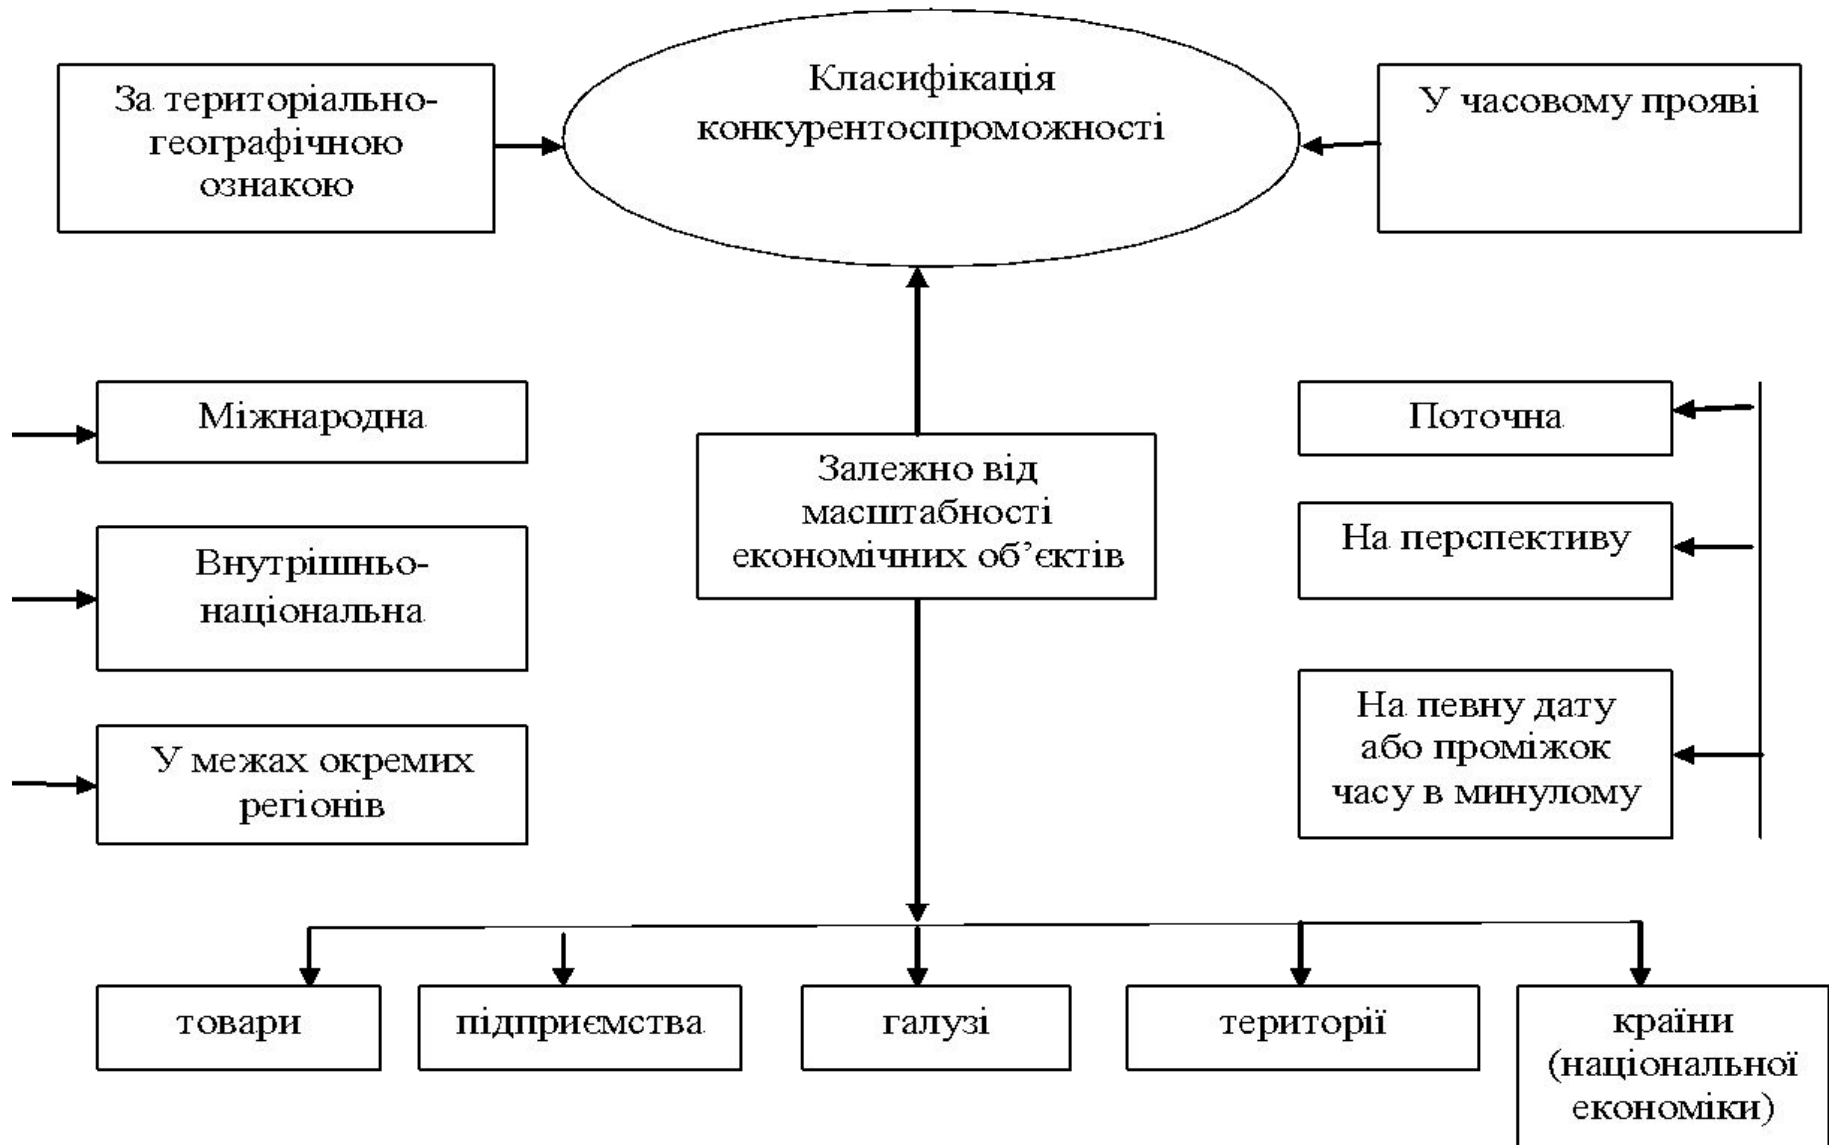 За територіально-
географічною
ознакою
Класифікація
конкурентоспроможності
У часовому прояві
Міжнародна
Внутрішньо-
національна
У межах окремих
регіонів
Залежно від
масштабності
економічних об’єктів
Поточна
На перспективу
На певну дату
або проміжок
часу в минулому
товари
підприємства
галузі
території
країни
(національної
економіки)